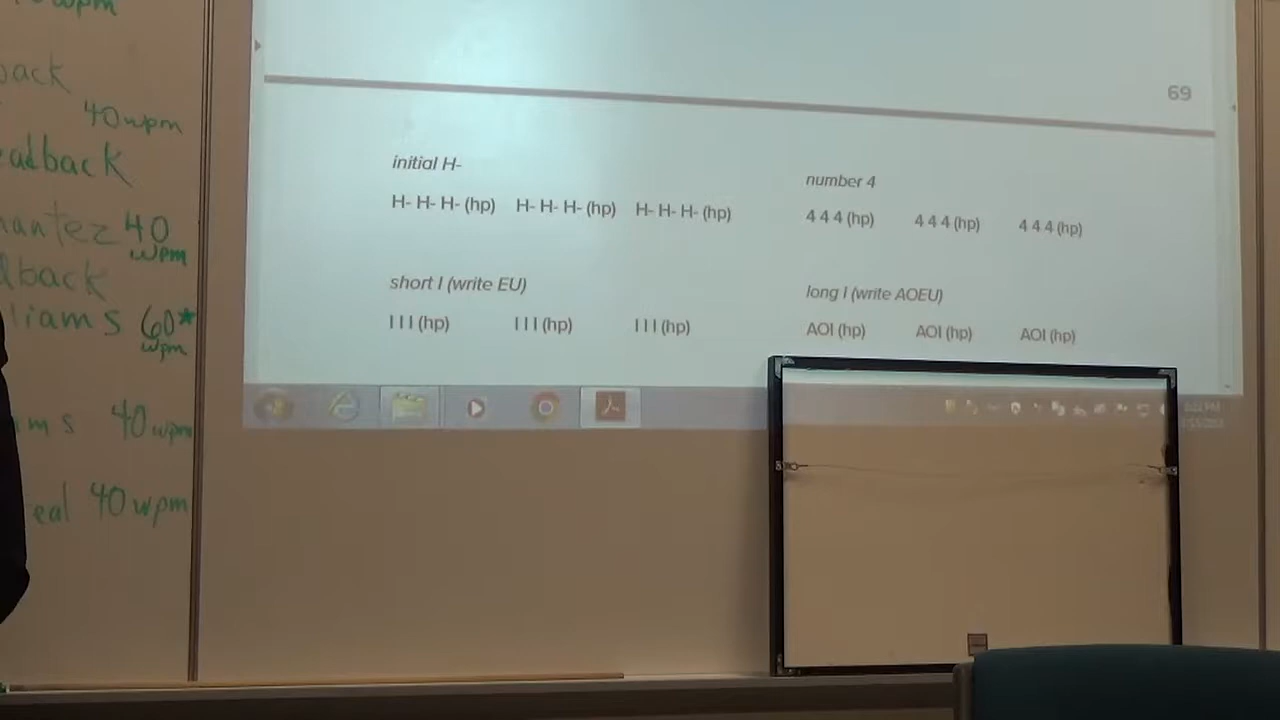 wpm
back
40wpm
adback
40
wpm
back
liams 60*
wpm
ms 40wpm
eal 40wpm
69
initial H-
H- H- H- (hp) H- H- H- (hp) H- H- H- (hp)
short I (write EU)
I I I (hp) I I I (hp) I I I (hp)
number 4
4 4 4 (hp) 4 4 4 (hp) 4 4 4 (hp)
long I (write AOEU)
AOI (hp) AOI (hp) AOI (hp)